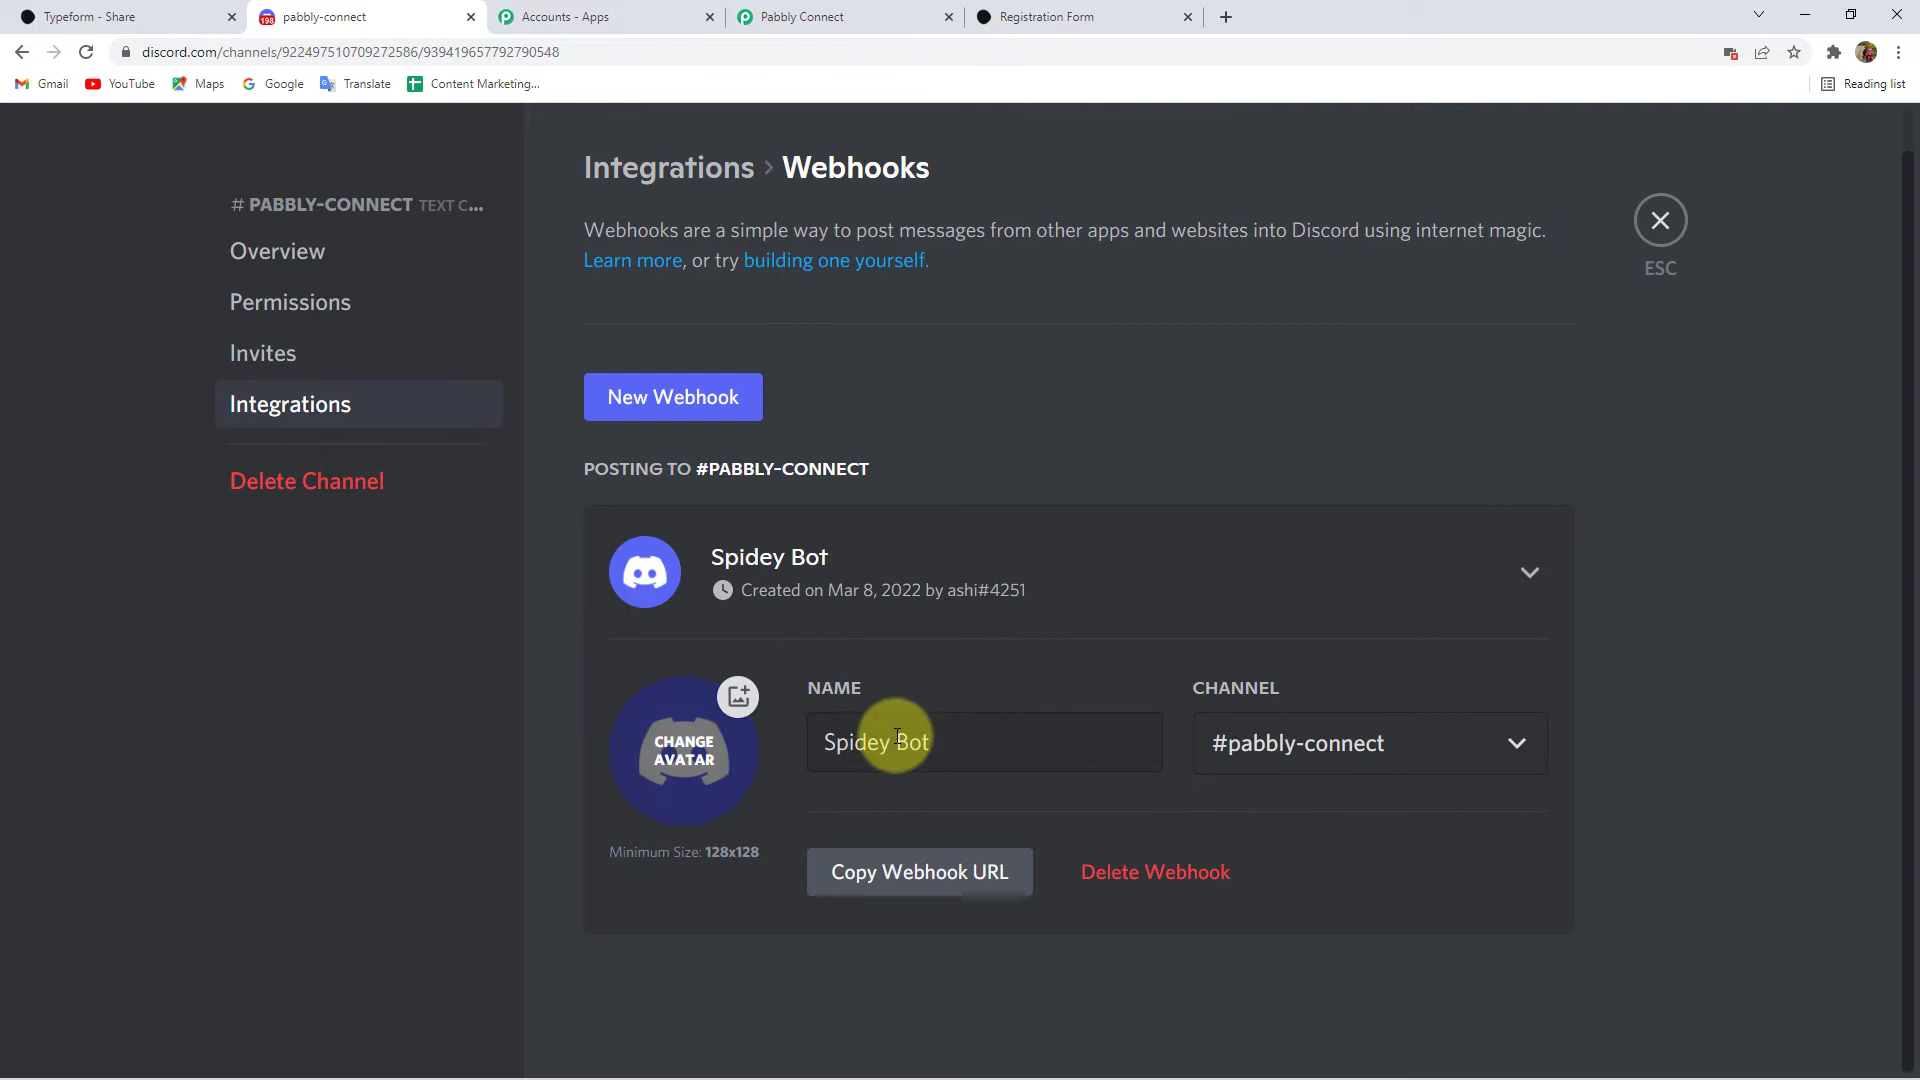 Typeform - Share
198
pabbly-connect
Accounts - Apps
Pabbly Connect
Registration Form
discord.com/channels/922497510709272586/939419657792790548
Gmail
YouTube
Maps
Google
Translate
Content Marketing...
Reading list
# PABBLY-CONNECT TEXT C...
Overview
Permissions
Invites
Integrations
Delete Channel
Integrations > Webhooks
Webhooks are a simple way to post messages from other apps and websites into Discord using internet magic.
Learn more, or try building one yourself.
ESC
New Webhook
POSTING TO #PABBLY-CONNECT
Spidey Bot
Created on Mar 8, 2022 by ashi#4251
CHANGE
AVATAR
Minimum Size: 128x128
NAME
Spidey Bot
CHANNEL
#pabbly-connect
Copy Webhook URL
Delete Webhook